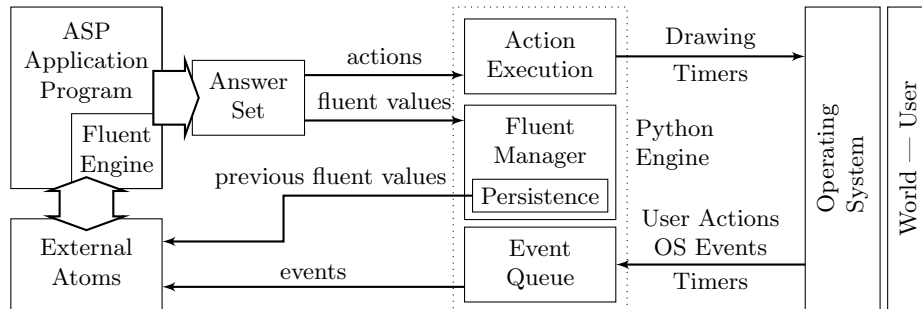 ASP
Application
Program
Fluent
Engine
Answer
Set
actions
fluent values
Action
Execution
Drawing
Timers
Fluent
Manager
Persistence
Python
Engine
previous fluent values
External
Atoms
events
Event
Queue
User Actions
OS Events
Timers
Operating
System
World — User